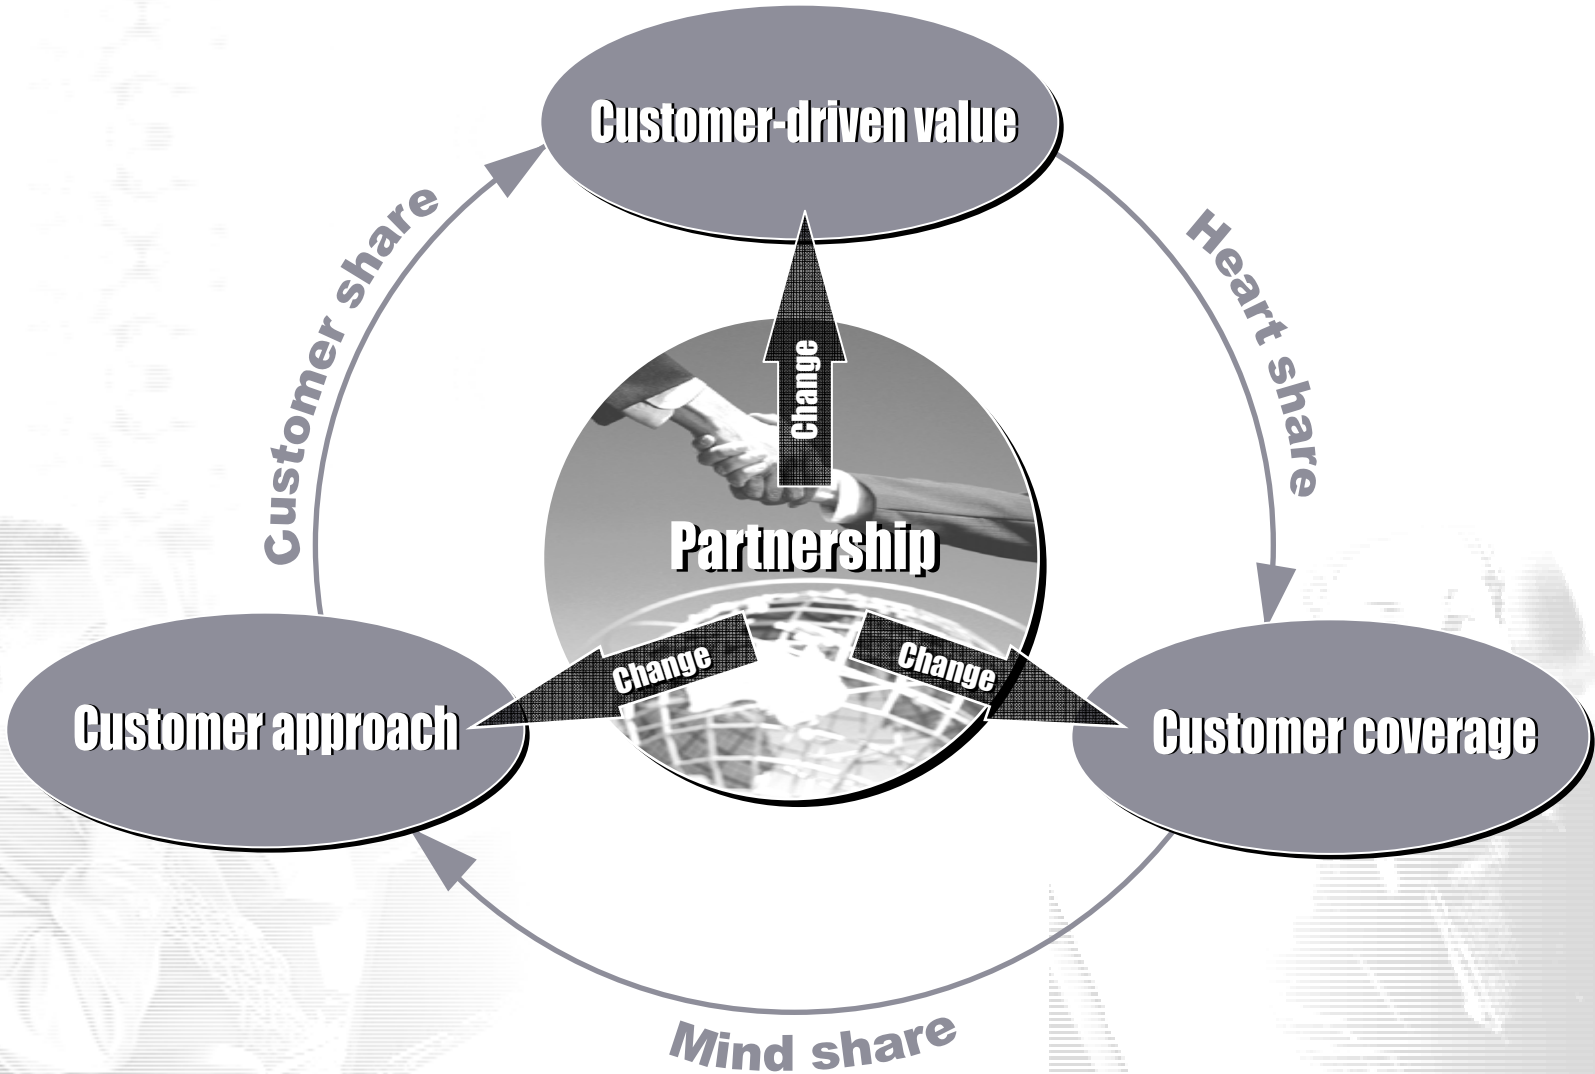 Customer-driven value
Customer share
Heart share
Change
Partnership
Change
Change
Customer approach
Customer coverage
Mind share